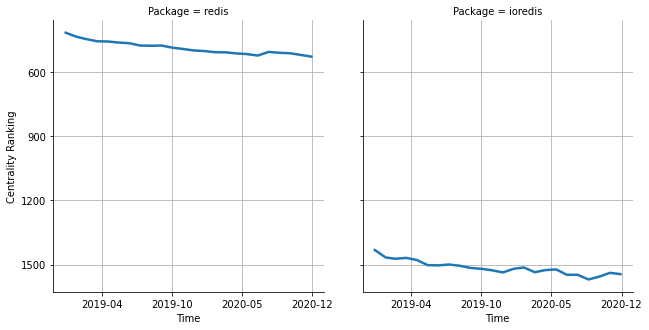 Package = redis
Package = ioredis
Centrality Ranking
600
900
1200
1500
2019-04
2019-10
2020-05
2020-12
2019-04
2019-10
2020-05
2020-12
Time
Time